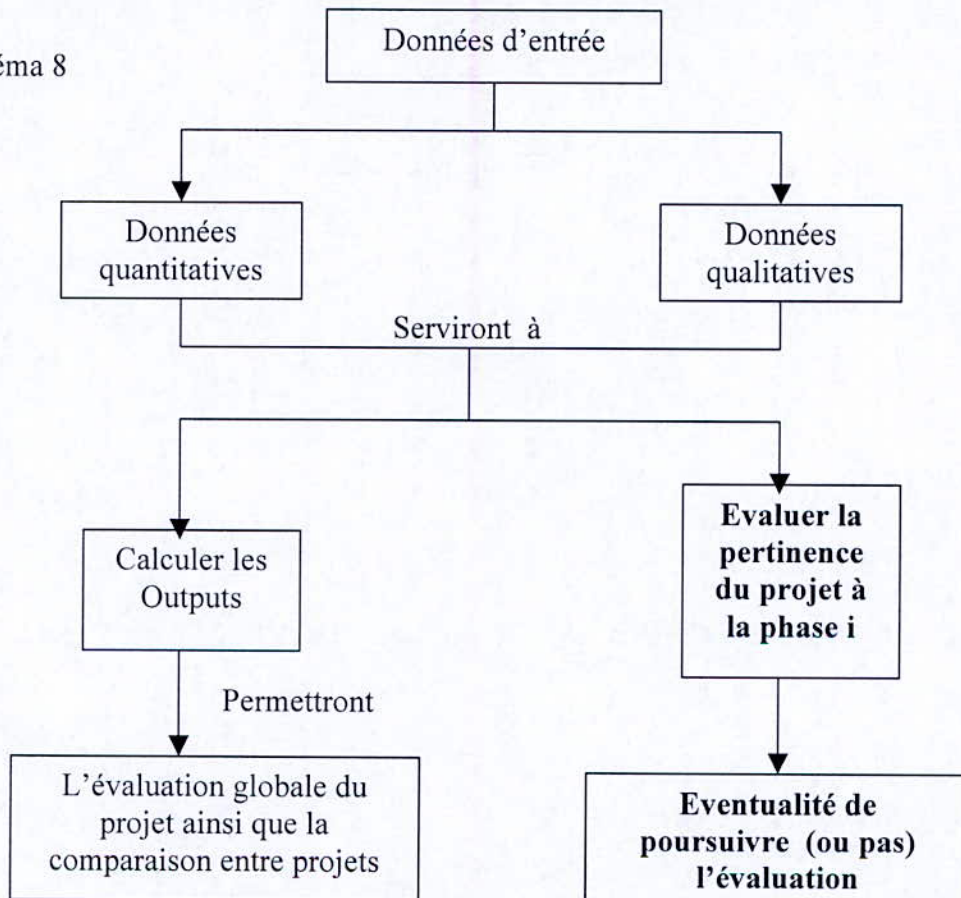 Données d'entrée
éma 8
Données
quantitatives
Données
qualitatives
Serviront à
Calculer les
Outputs
Evaluer la
pertinence
du projet à
la phase i
Permettront
L'évaluation globale du
projet ainsi que la
comparaison entre projets
Eventualité de
poursuivre (ou pas)
l'évaluation